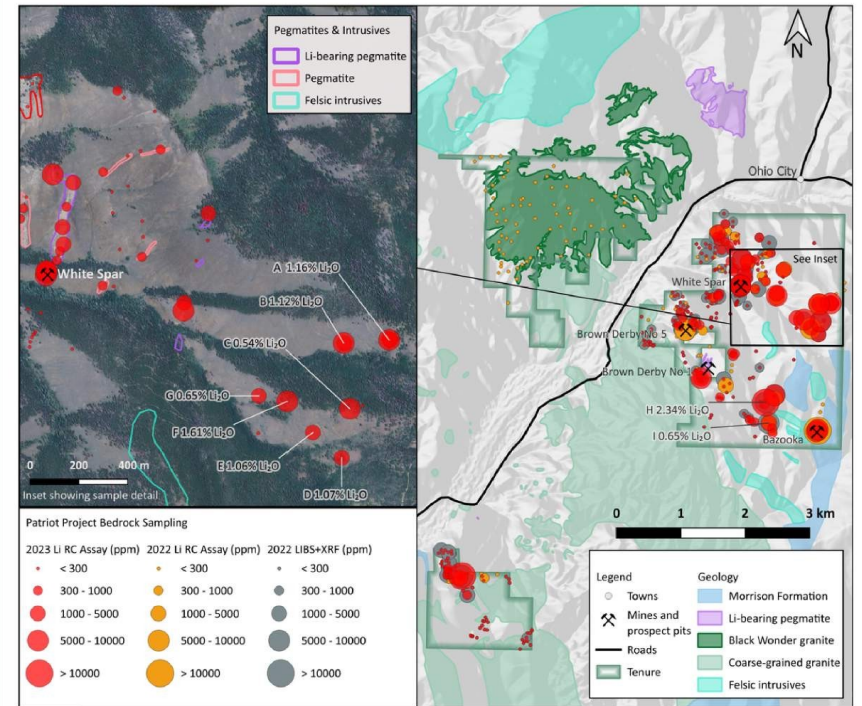 Pegmatites & Intrusives
Li-bearing pegmatite
Pegmatite
Felsic intrusives
White Spar
A 1.16% Li₂O
B 1.12% Li₂O
C 0.54% Li₂O
G 0.65% Li₂O
F 1.61% Li₂O
E 1.06% Li₂O
D 1.07% Li₂O
0 200 400 m
Inset showing sample detail
Patriot Project Bedrock Sampling
2023 Li RC Assay (ppm) 2022 Li RC Assay (ppm) 2022 LIBS+XRF (ppm)
< 300 < 300 < 300
300 - 1000 300 - 1000 300 - 1000
1000 - 5000 1000 - 5000 1000 - 5000
5000 - 10000 5000 - 10000 5000 - 10000
> 10000 > 10000 > 10000
N
Ohio City
See Inset
White Spar
Brown Derby No 5
Brown Derby No 1
H 2.34% Li₂O
I 0.65% Li₂O
Bazooka
0 1 2 3 km
Legend
Towns
Mines and
prospect pits
Roads
Tenure
Geology
Morrison Formation
Li-bearing pegmatite
Black Wonder granite
Coarse-grained granite
Felsic intrusives